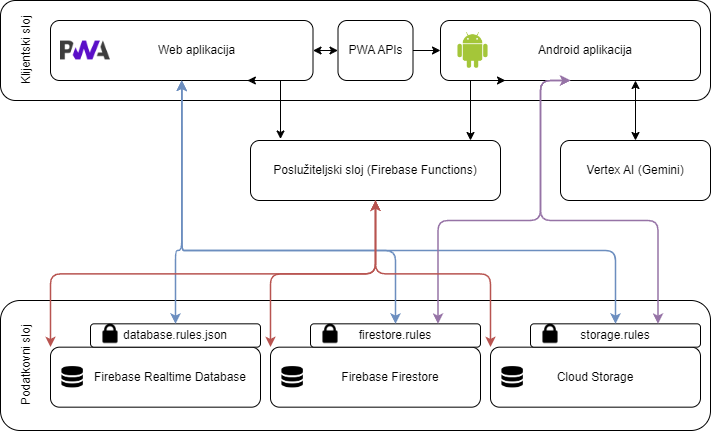 Klijentski sloj
PWA
Web aplikacija
PWA APIs
Android aplikacija
Poslužiteljski sloj (Firebase Functions)
Vertex AI (Gemini)
Podatkovni sloj
database.rules.json
firestore.rules
storage.rules
Firebase Realtime Database
Firebase Firestore
Cloud Storage